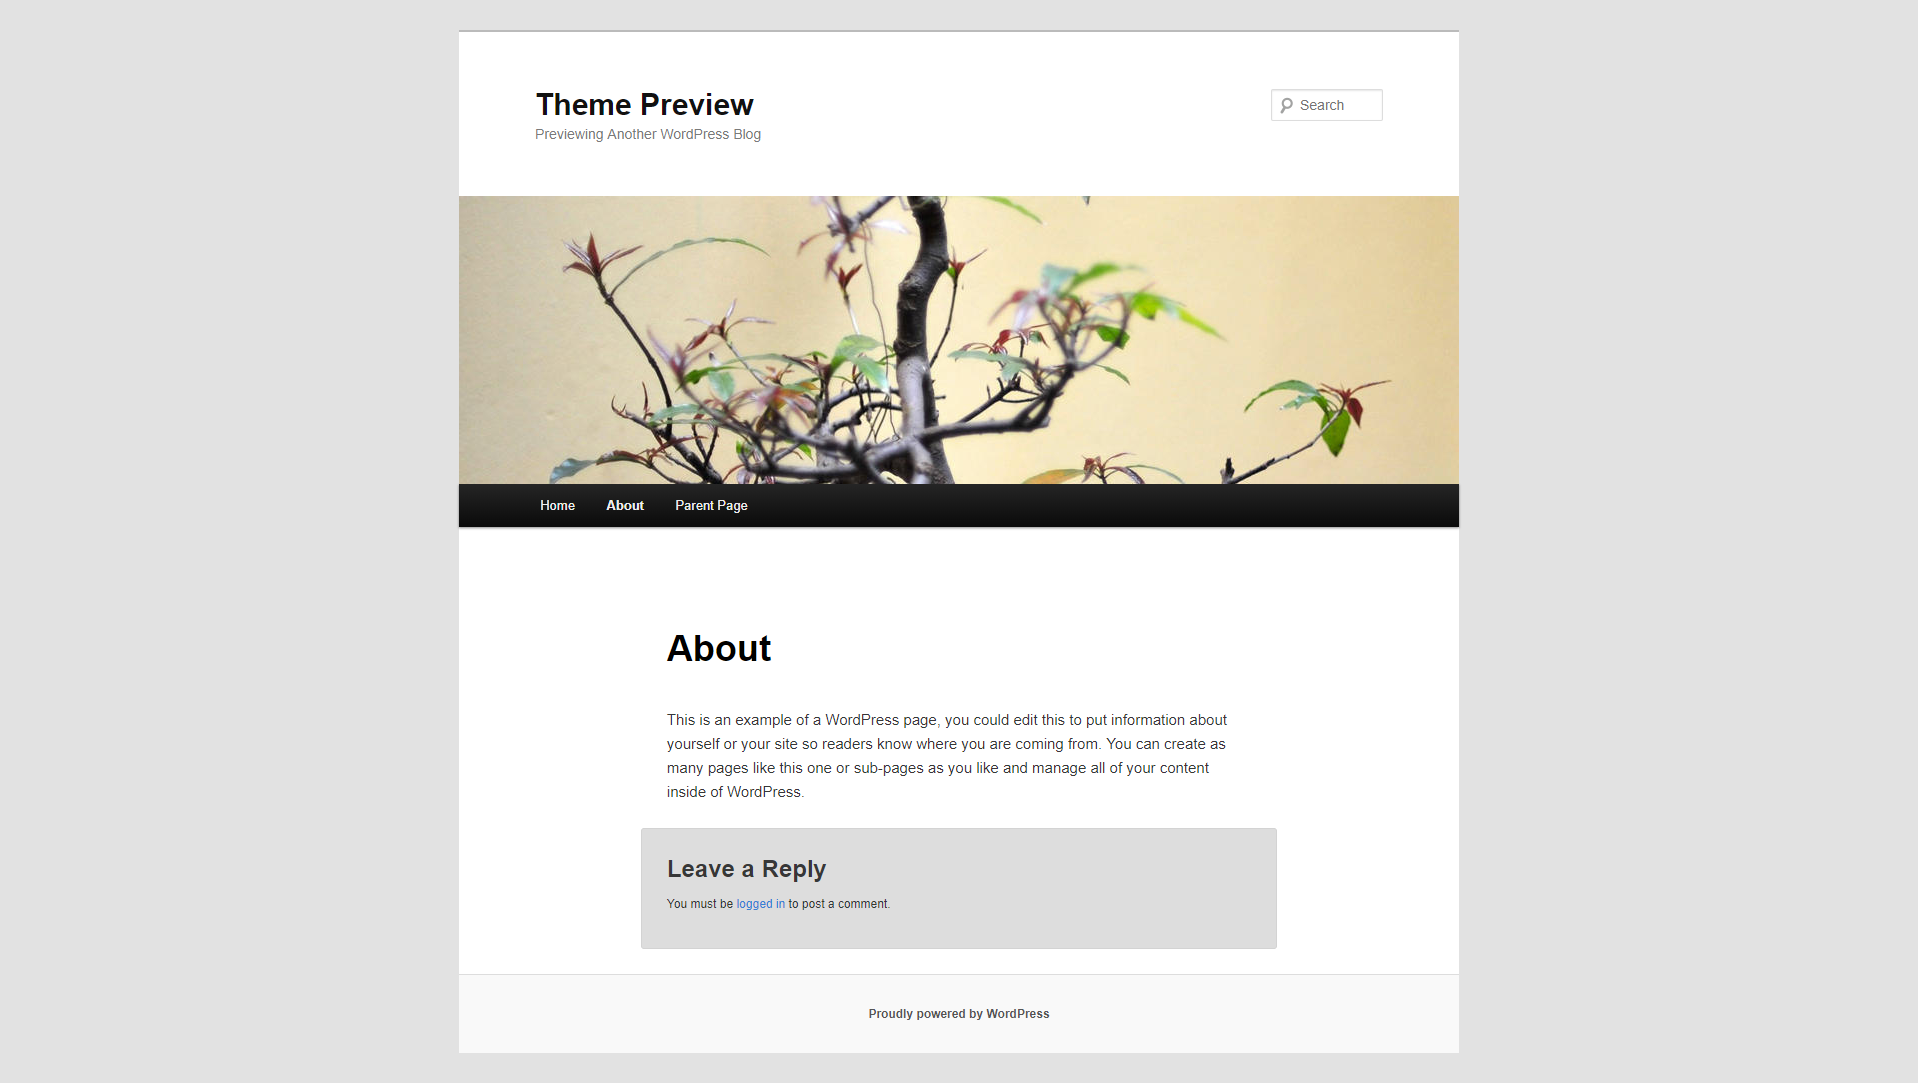 Theme Preview
Previewing Another WordPress Blog
Search
Home About Parent Page
About
This is an example of a WordPress page, you could edit this to put information about
yourself or your site so readers know where you are coming from. You can create as
many pages like this one or sub-pages as you like and manage all of your content
inside of WordPress.
Leave a Reply
You must be logged in to post a comment.
Proudly powered by WordPress